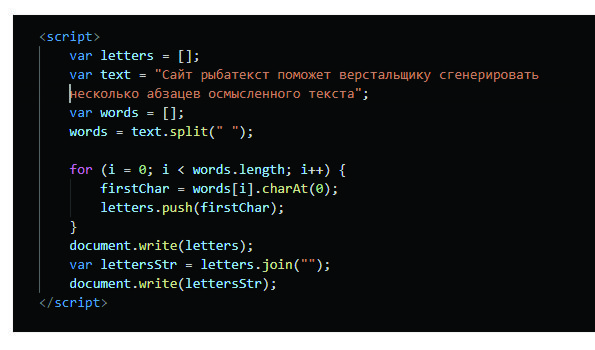 <script>
var letters = [];
var text = "Сайт рыбатекст поможет верстальщику сгенерировать
несколько абзацев осмысленного текста";
var words = [];
words = text.split(" ");
for (i = 0; i < words.length; i++) {
firstChar = words[i].charAt(0);
letters.push(firstChar);
}
document.write(letters);
var lettersStr = letters.join("");
document.write(lettersStr);
</script>